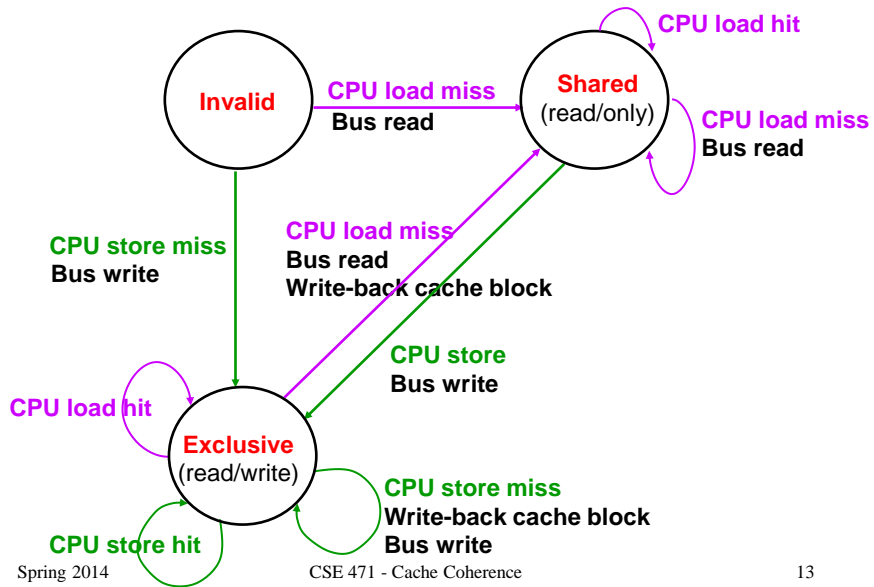 CPU load hit
Invalid
Shared
(read/only)
CPU load miss
Bus read
CPU load miss
Bus read
CPU store miss
Bus write
CPU load miss
Bus read
Write-back cache block
CPU store
Bus write
CPU load hit
Exclusive
(read/write)
CPU store miss
Write-back cache block
Bus write
CPU store hit
Spring 2014 CSE 471 - Cache Coherence 13